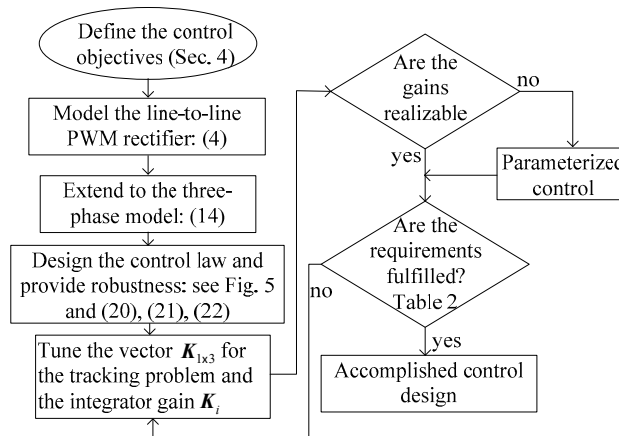 Define the control
objectives (Sec. 4)
Model the line-to-line
PWM rectifier: (4)
Extend to the three-
phase model: (14)
Design the control law and
provide robustness: see Fig. 5
and (20), (21), (22)
Tune the vector K1x3 for
the tracking problem and
the integrator gain Ki
Are the
gains
realizable
no
yes
Parameterized
control
Are the
requirements
fulfilled?
Table 2
no
yes
Accomplished control
design